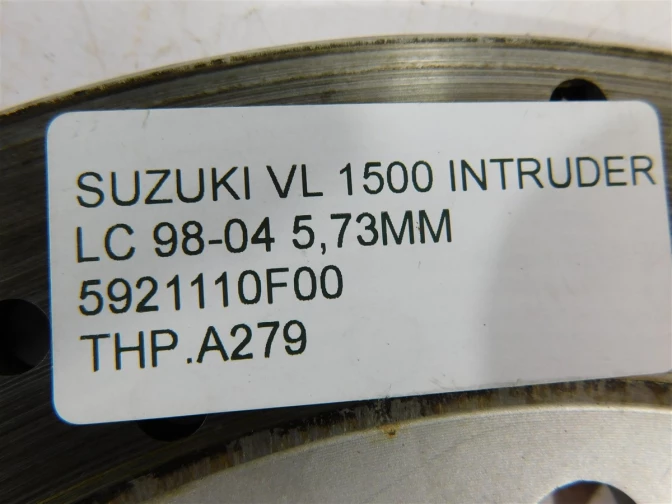 SUZUKI VL 1500 INTRUDER
LC 98-04 5,73MM
5921110F00
THP.A279